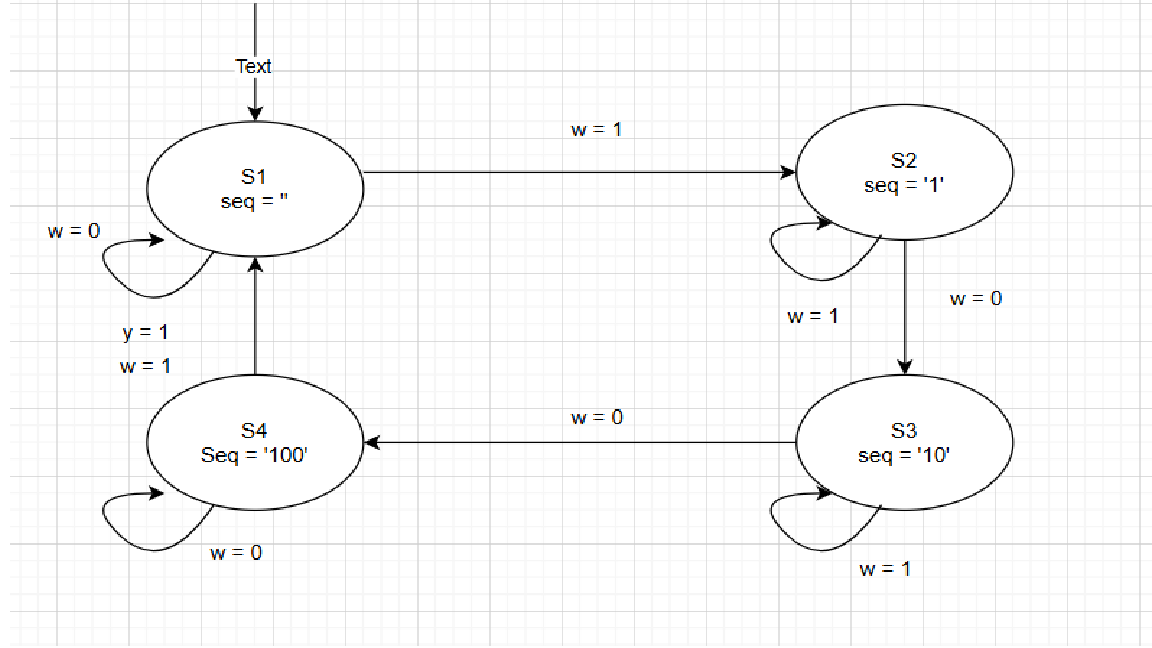 Text
w = 1
S1
seq = ''
S2
seq = '1'
w = 0
w = 1
w = 0
y = 1
w = 1
w = 0
S4
Seq = '100'
S3
seq = '10'
w = 0
w = 1